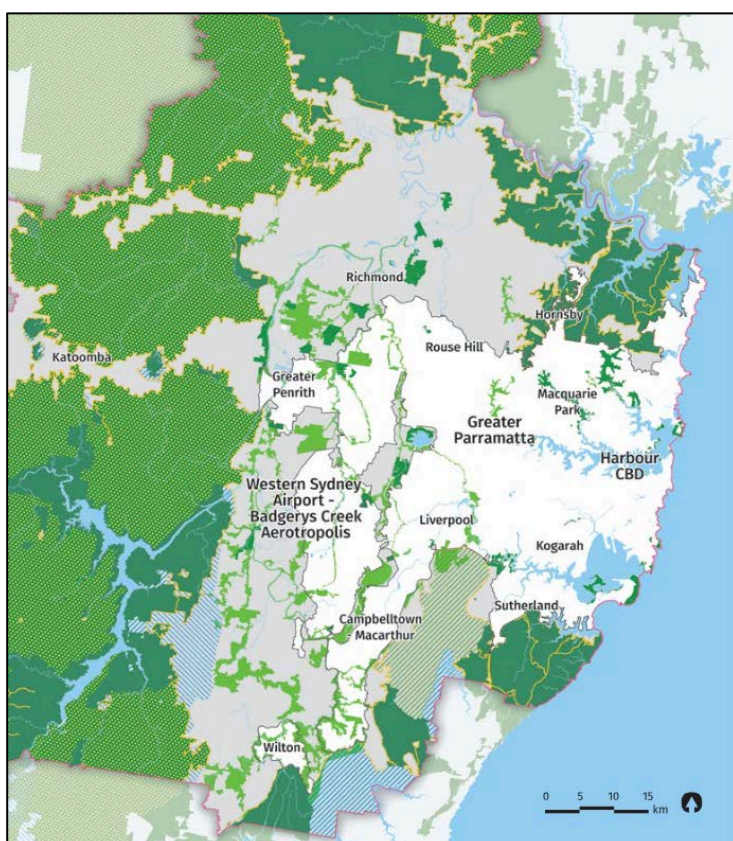 Richmond
Hornsby
Rouse Hill
Katoomba
Greater
Penrith
Macquarie
Park
Greater
Parramatta
Harbour
CBD
Western Sydney
Airport -
Badgerys Creek
Aerotropolis
Liverpool
Kogarah
Sutherland
Campbelltown
- Macarthur
Wilton
0 5 10 15
km